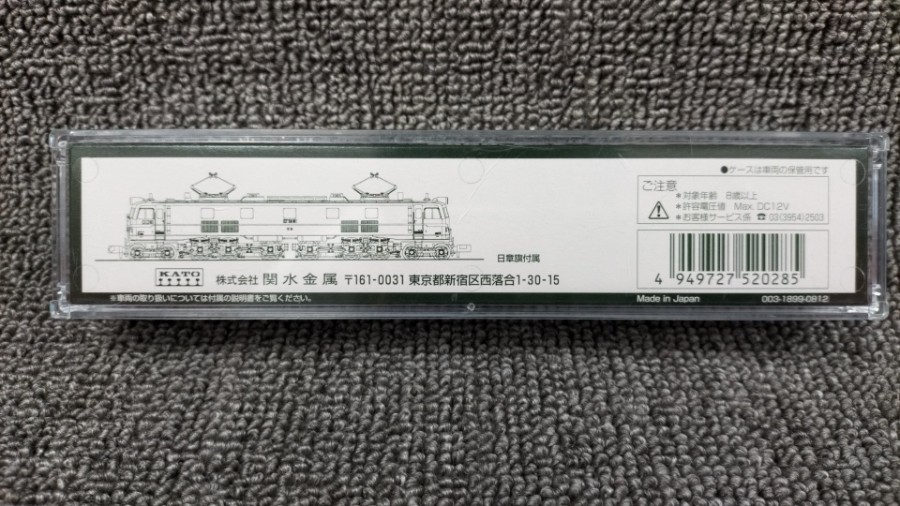 ●ケースは車両の保管用です
ご注意
＊対象年齢 8歳以上
＊許容電圧値 Max. DC12V
＊お客様サービス係 ☎ 03(3954)2503
日章旗付属
KATO
株式会社 関水金属 〒161-0031 東京都新宿区西落合1-30-15
4 949727 520285
※車両の取り扱いについては付属の説明書をご覧ください。
Made in Japan
003-1899-0812